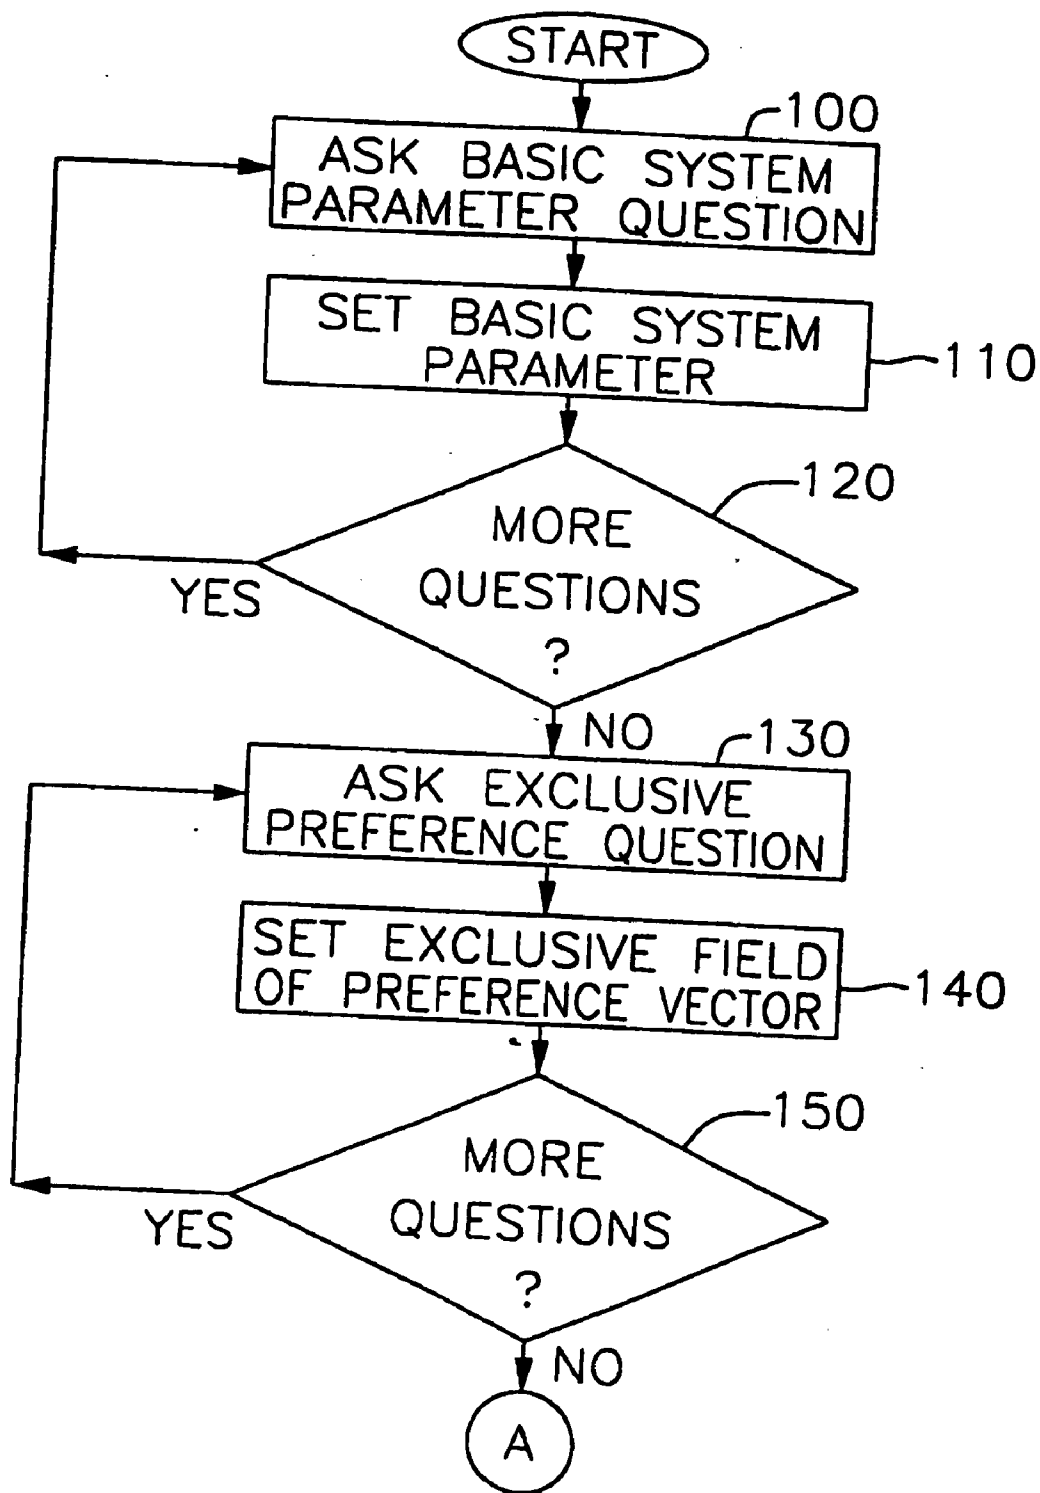 START
100
ASK BASIC SYSTEM
PARAMETER QUESTION
SET BASIC SYSTEM
PARAMETER
110
120
MORE
QUESTIONS
?
YES
NO
130
ASK EXCLUSIVE
PREFERENCE QUESTION
SET EXCLUSIVE FIELD
OF PREFERENCE VECTOR
140
150
MORE
QUESTIONS
?
YES
NO
A